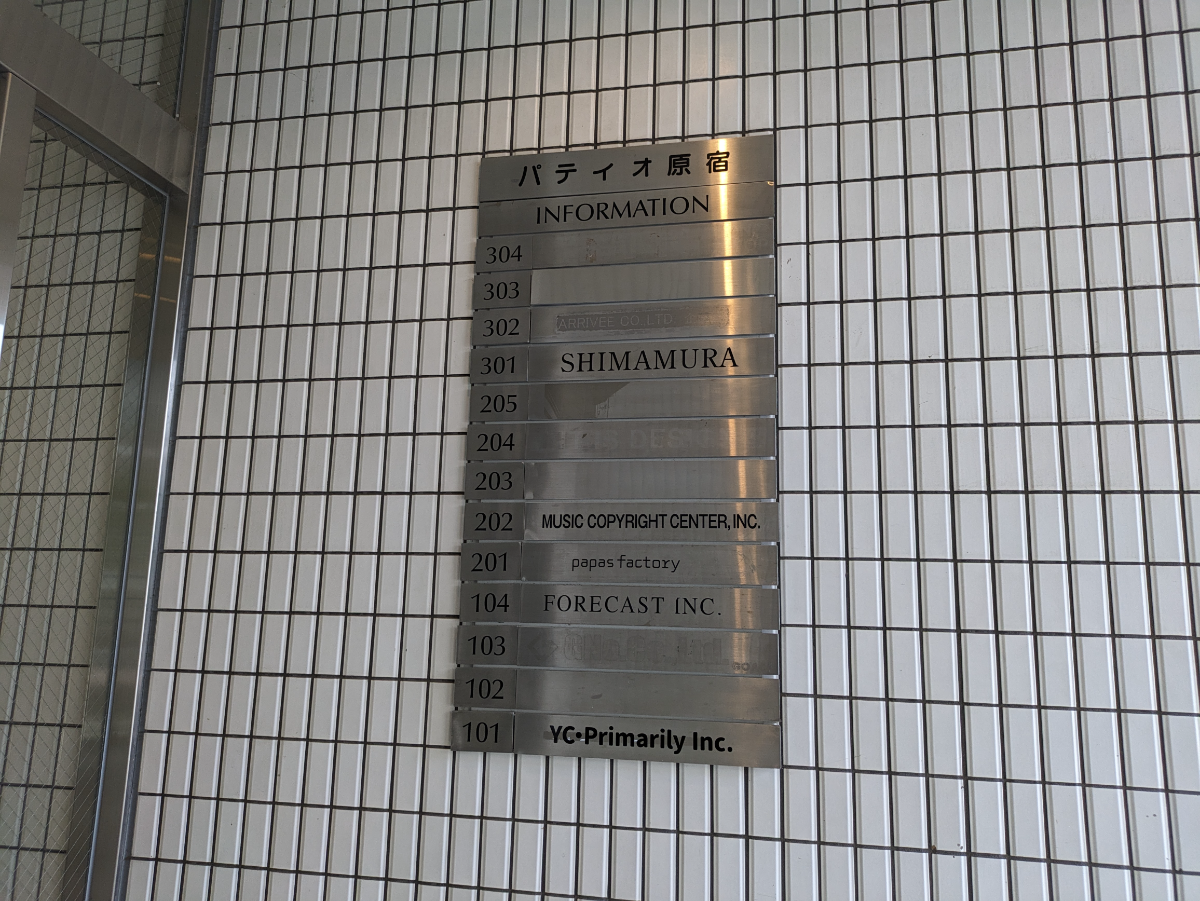 パティオ原宿
INFORMATION
304
303
302 ARRIVEE CO.,LTD
301 SHIMAMURA
205
204
203
202 MUSIC COPYRIGHT CENTER, INC.
201 papas factory
104 FORECAST INC.
103
102
101 YC•Primarily Inc.